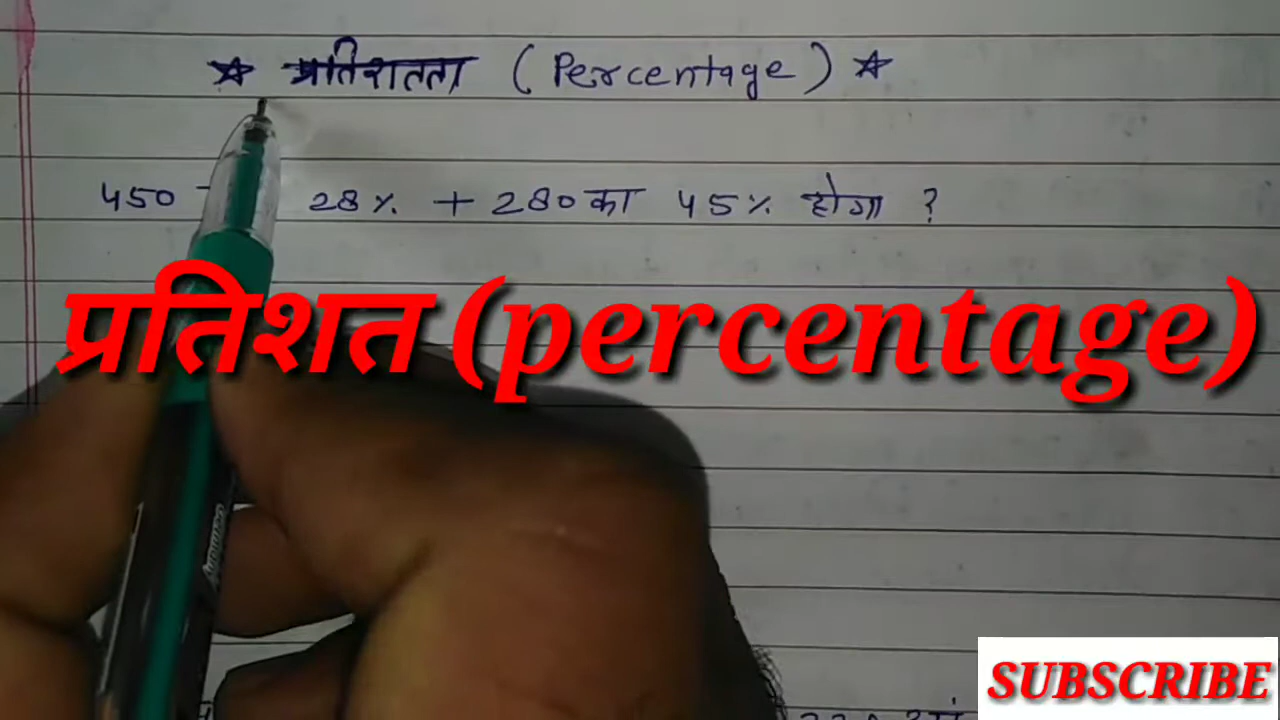 ☆ प्रतिशतता (Percentage) ☆
450 28% + 280 का 45% होगा ?
प्रतिशत (percentage)
SUBSCRIBE